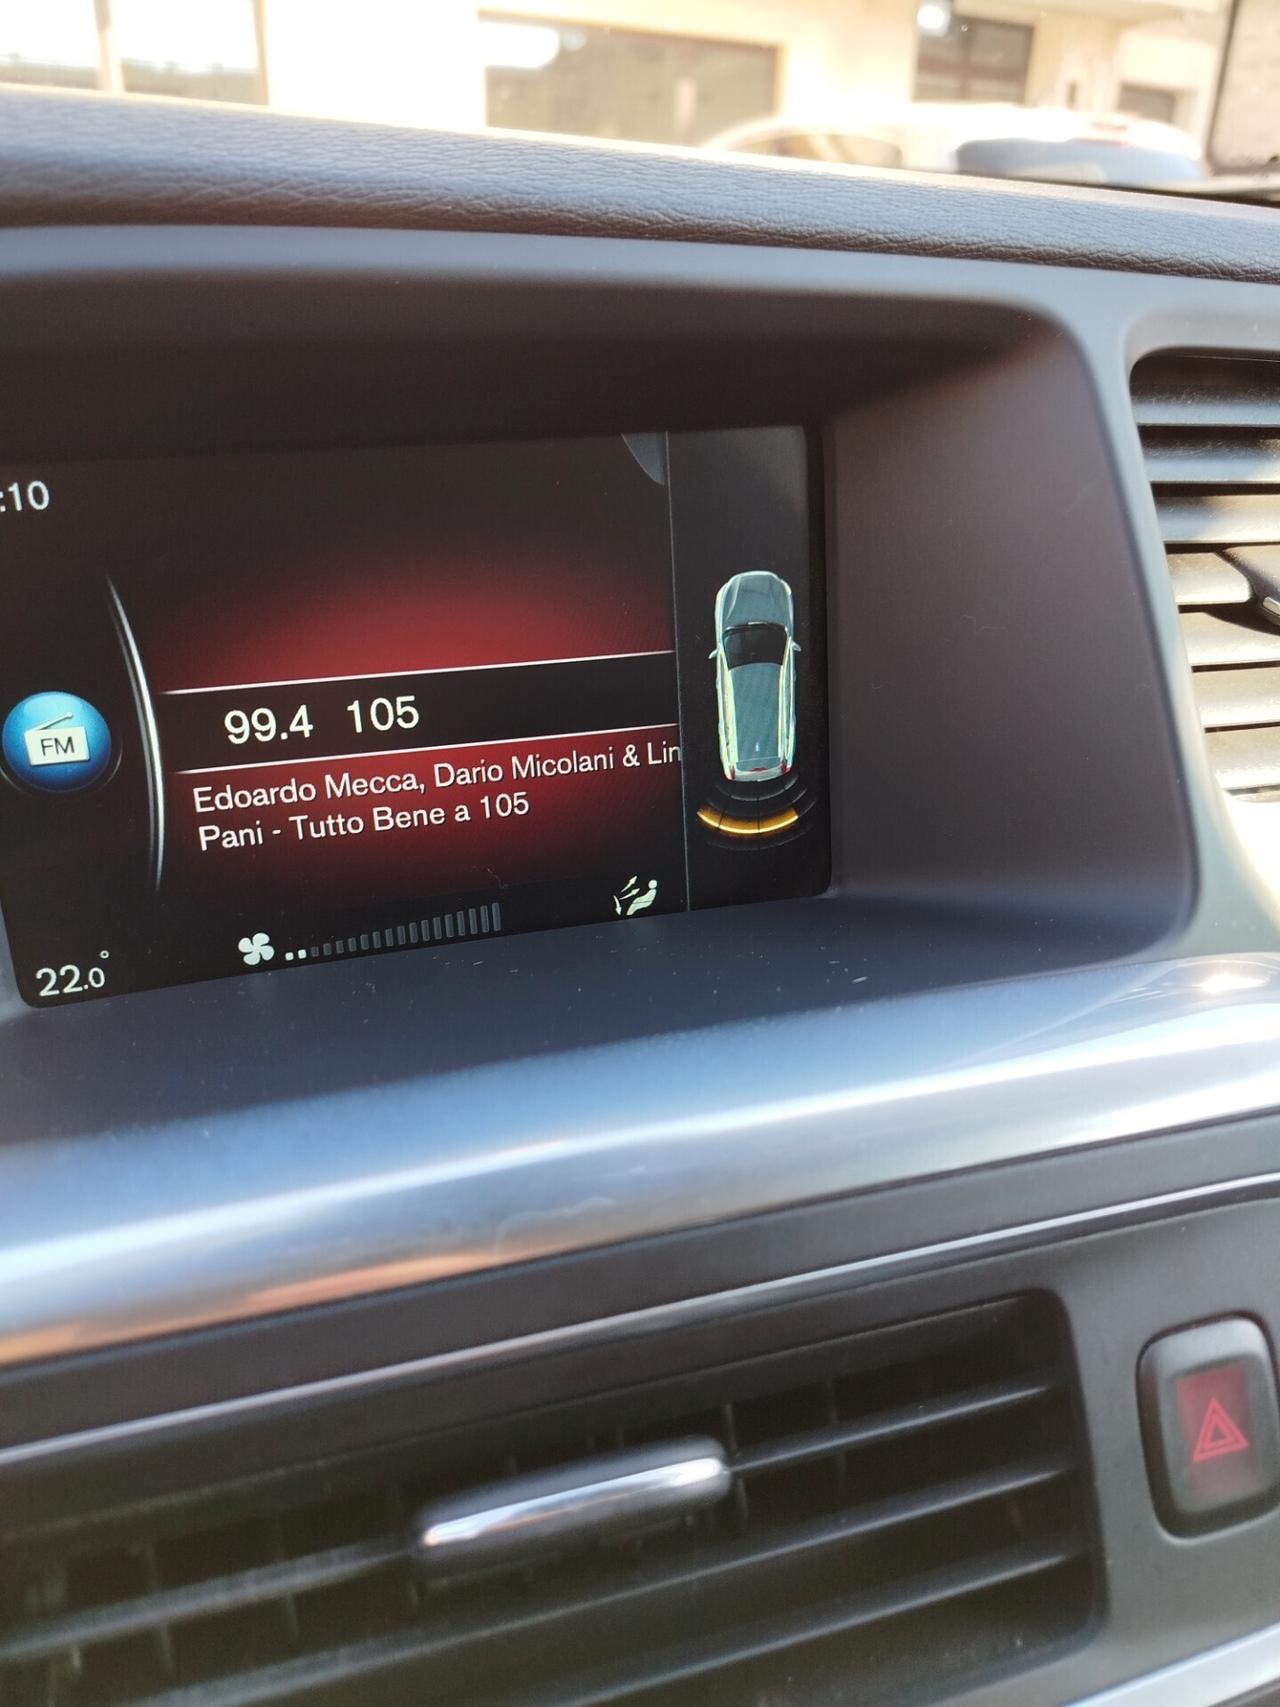 :10
99.4 105
FM
Edoardo Mecca, Dario Micolani & Lin
Pani - Tutto Bene a 105
22.0°